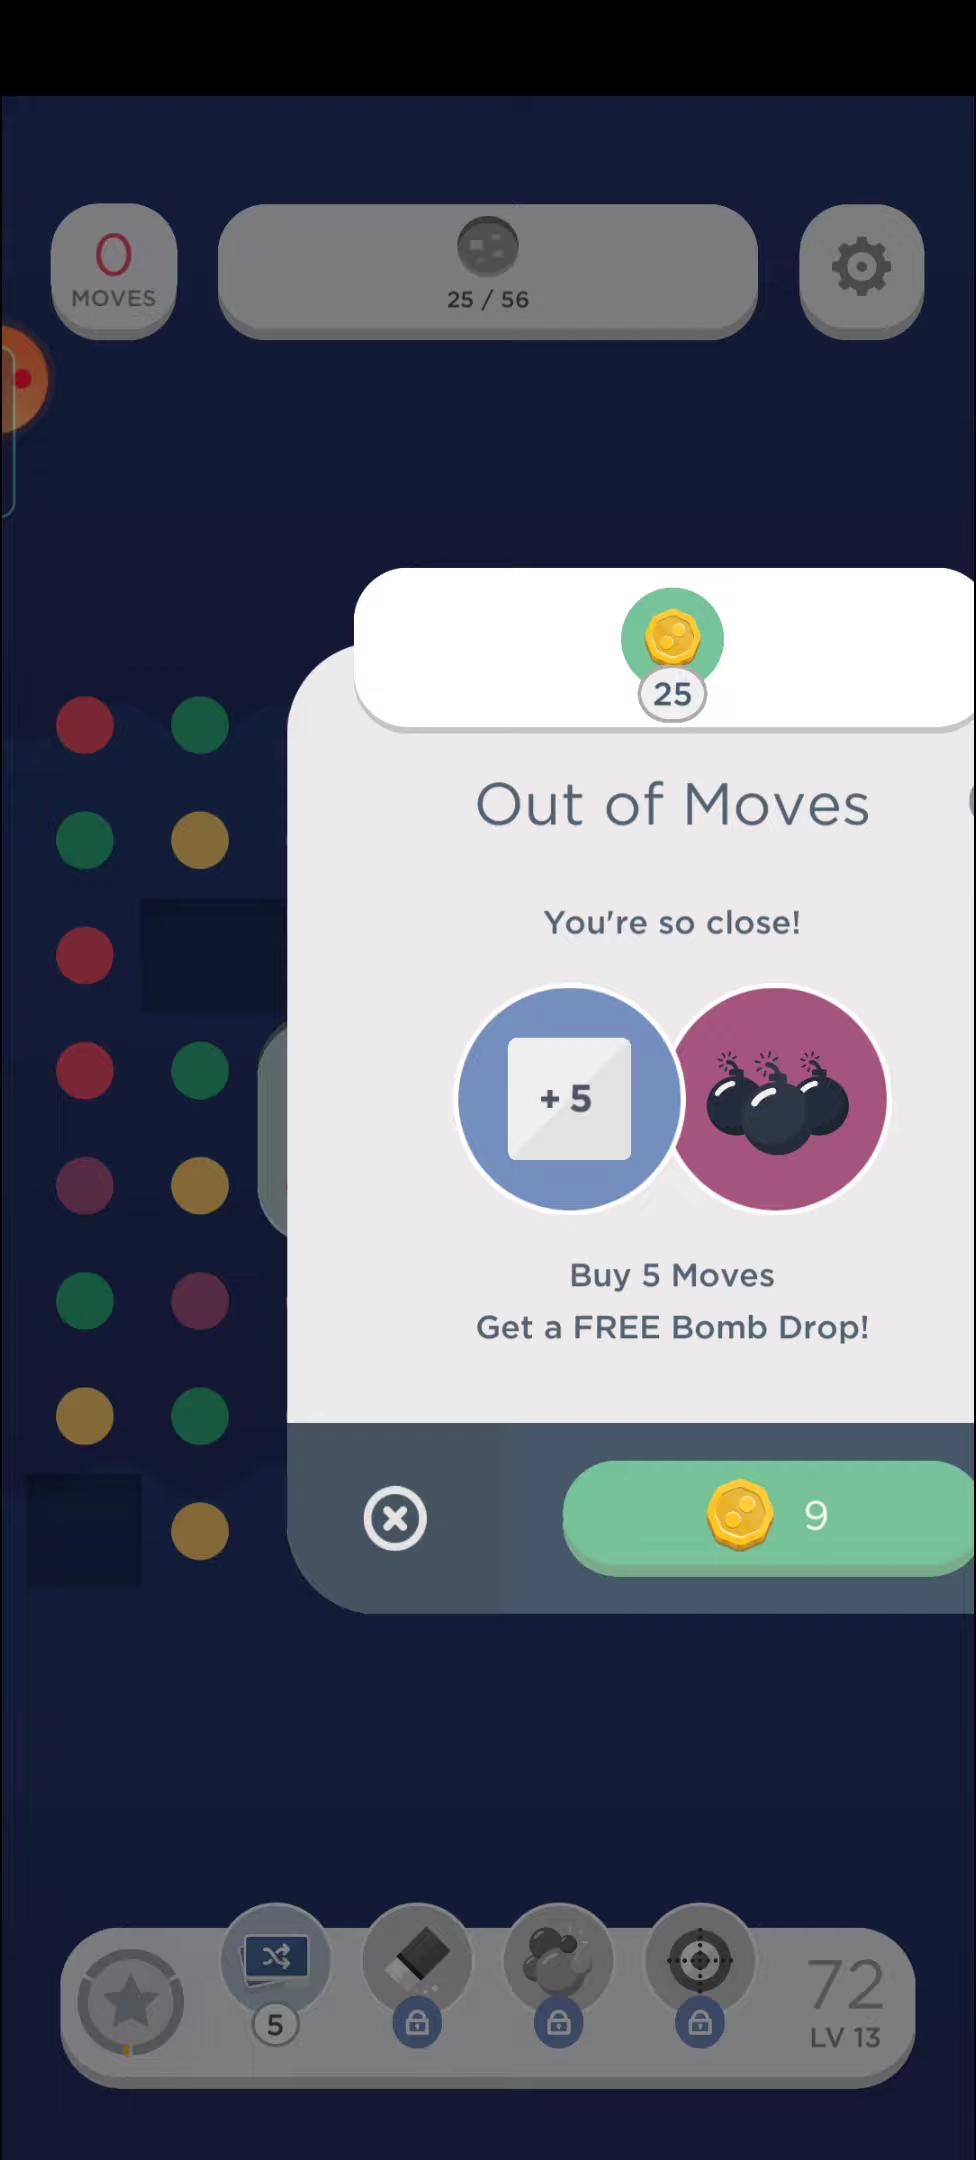 0
MOVES
25 / 56
25
Out of Moves
You're so close!
+ 5
Buy 5 Moves
Get a FREE Bomb Drop!
9
5
72
LV 13